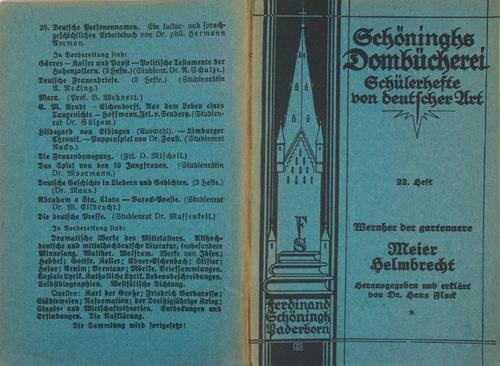 29. Deutsche Personennamen. Ein kultur- und sprach-
geschichtliches Arbeitsbuch von Dr. phil. Hermann
Ammon.
In Vorbereitung sind:
Görres — Kaiser und Papst — Politische Testamente der
Hohenzollern. (3 Hefte.) (Studienr. Dr. R. Schulze.)
Deutsche Frauenbriefe. (3 Hefte.) (Studienrätin
A. Recking.)
Marx. (Prof. B. Wehnert.)
E. M. Arndt — Eichendorff, Aus dem Leben eines
Taugenichts — Hoffmann, Frl. v. Scudery. (Studien-
rat Dr. Gülzom.)
Hildegard von Eibingen (Auswahl). — Limburger
Chronik. — Puppenspiel von Dr. Faust. (Studienrat
Racky.)
Die Frauenbewegung. (Frl. D. Mischell.)
Das Spiel von den 10 Jungfrauen. (Studienrätin
Dr. Moormann.)
Deutsche Geschichte in Liedern und Gedichten. (3 Hefte.)
(Dr. Maus.)
Abraham a Sta. Clara — Barock-Poesie. (Studienrat
Dr. W. Ellbracht.)
Die deutsche Presse. (Studienrat Dr. Massenkeil.)
In Vorbereitung sind:
Dramatische Werke des Mittelalters. Althoch-
deutsche und mittelhochdeutsche Literatur, insbesondere
Minnesang. Walther. Wolfram. Werke von Ibsen;
Hebbel; Gottfr. Keller; Ebner-Eschenbach; Stifter;
Heine; Arnim; Brentano; Mörike. Briefsammlungen.
Soziale Lyrik. Katholische Lyrik. Lebensbeschreibungen.
Selbstbiographien. Westfälische Dichtung.
Quellen: Karl der Große; Friedrich Barbarossa;
Städtewesen; Reformation; der Dreißigjährige Krieg;
Staats- und Wirtschaftstheorien. Entdeckungen und
Erfindungen. Die Aufklärung.
Die Sammlung wird fortgesetzt!
F S
Ferdinand
Schöningh
Paderborn
Schöninghs
Dombücherei
Schülerhefte
von deutscher Art
22. Heft
Wernher der gartenaere
Meier
Helmbrecht
Herausgegeben und erklärt
von Dr. Hans Fluck
*